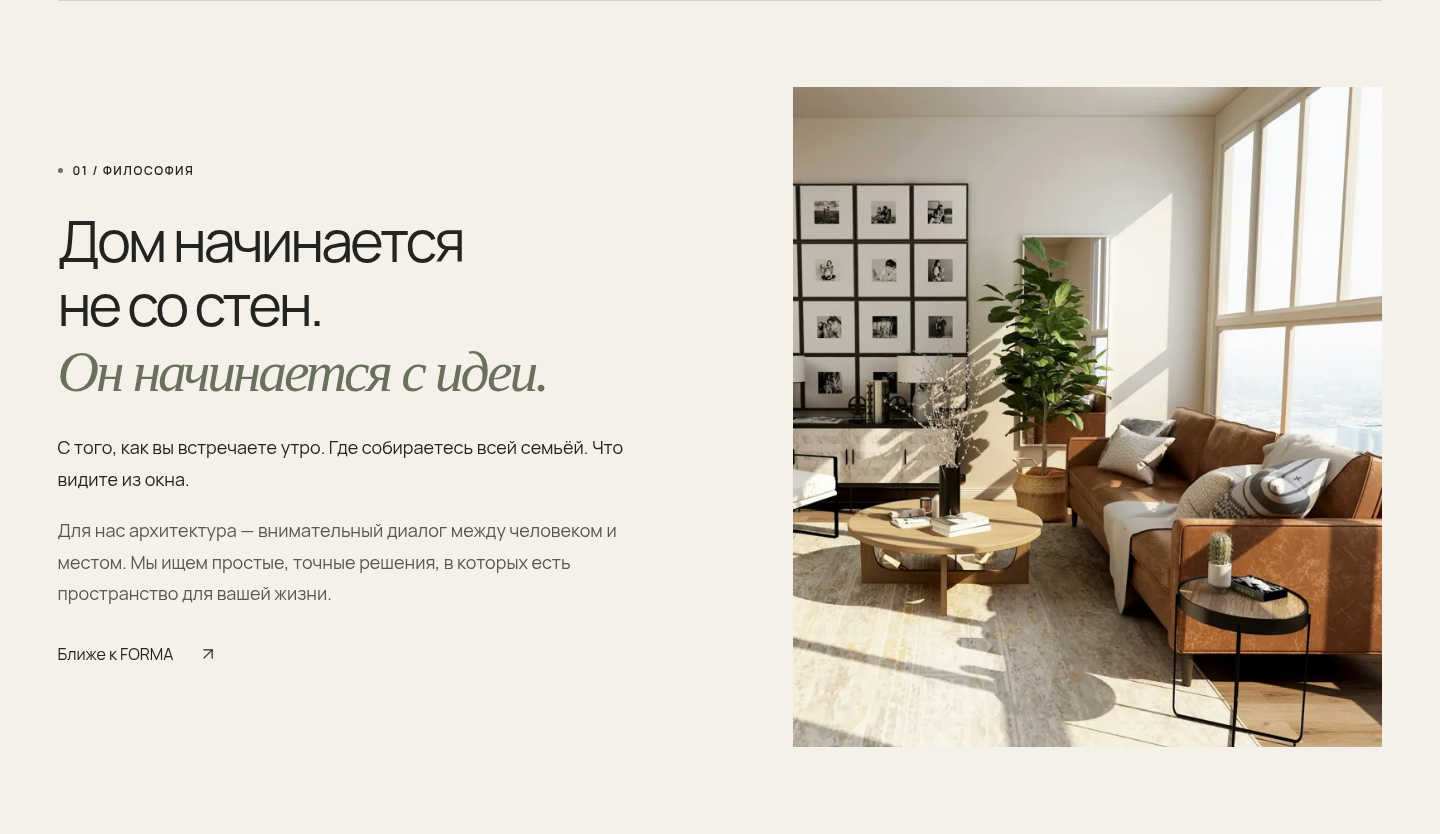 01 / ФИЛОСОФИЯ
Дом начинается
не со стен.
Он начинается с идеи.
С того, как вы встречаете утро. Где собираетесь всей семьёй. Что
видите из окна.
Для нас архитектура — внимательный диалог между человеком и
местом. Мы ищем простые, точные решения, в которых есть
пространство для вашей жизни.
Ближе к FORMA